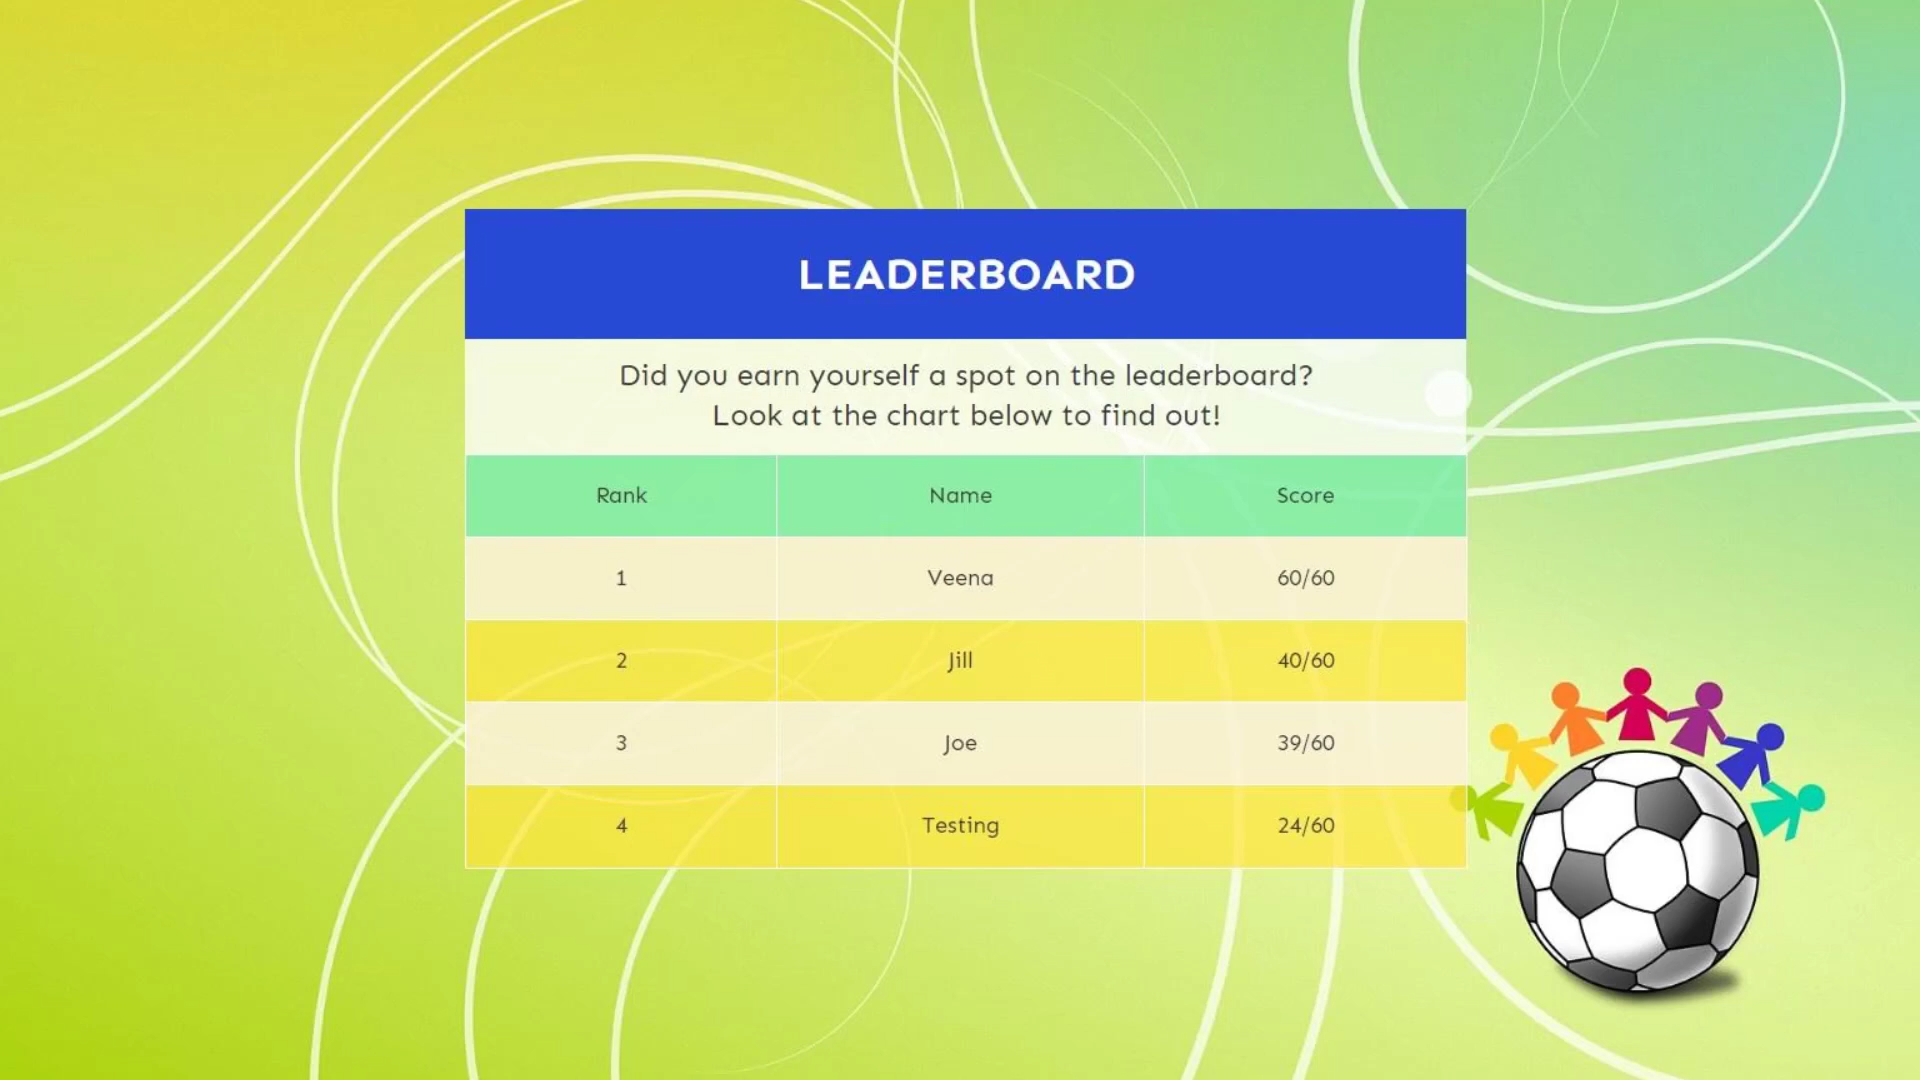 LEADERBOARD
Did you earn yourself a spot on the leaderboard?
Look at the chart below to find out!
Rank Name Score
1 Veena 60/60
2 Jill 40/60
3 Joe 39/60
4 Testing 24/60